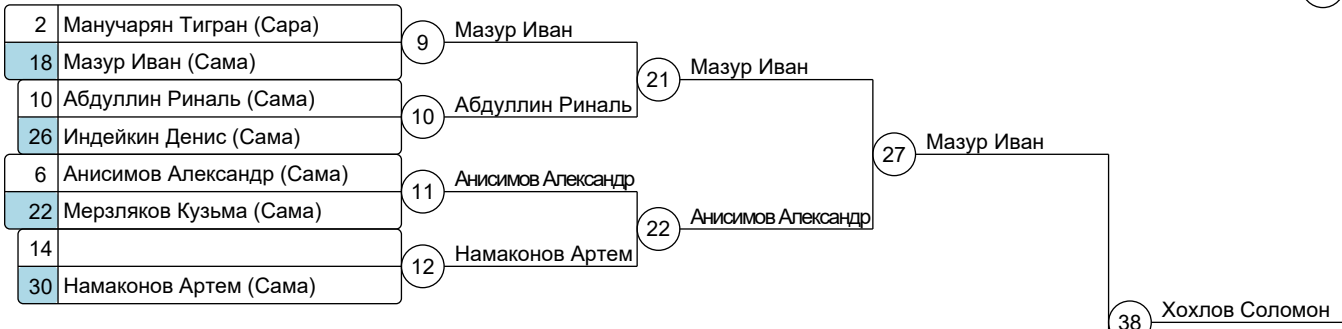 2 Манучарян Тигран (Сара)
18 Мазур Иван (Сама)
10 Абдуллин Риналь (Сама)
26 Индейкин Денис (Сама)
6 Анисимов Александр (Сама)
22 Мерзляков Кузьма (Сама)
14
30 Намаконов Артем (Сама)
9 Мазур Иван
10 Абдуллин Риналь
11 Анисимов Александр
12 Намаконов Артем
21 Мазур Иван
22 Анисимов Александр
27 Мазур Иван
38 Хохлов Соломон